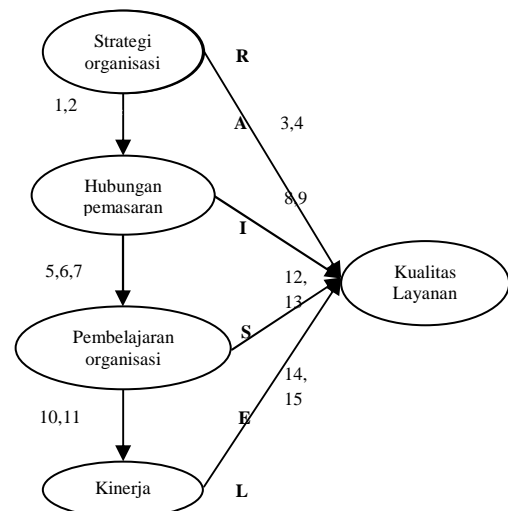 Strategi
organisasi
R
1,2
A
3,4
Hubungan
pemasaran
8,9
I
5,6,7
12,
13
Kualitas
Layanan
Pembelajaran
organisasi
S
14,
15
10,11
E
Kinerja
L